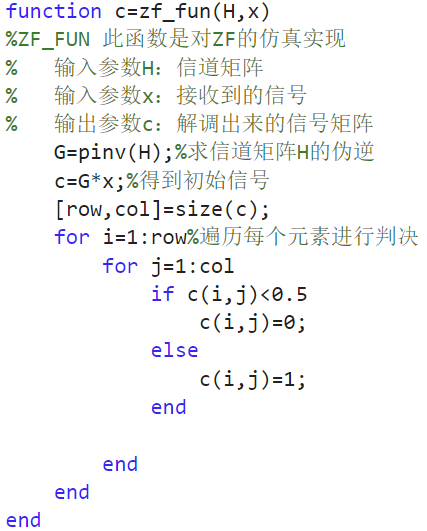 function c=zf_fun(H,x)
%ZF_FUN 此函数是对ZF的仿真实现
%   输入参数H：信道矩阵
%   输入参数x：接收到的信号
%   输出参数c：解调出来的信号矩阵
    G=pinv(H);%求信道矩阵H的伪逆
    c=G*x;%得到初始信号
    [row,col]=size(c);
    for i=1:row%遍历每个元素进行判决
        for j=1:col
            if c(i,j)<0.5
                c(i,j)=0;
            else
                c(i,j)=1;
            end
        end
    end
end